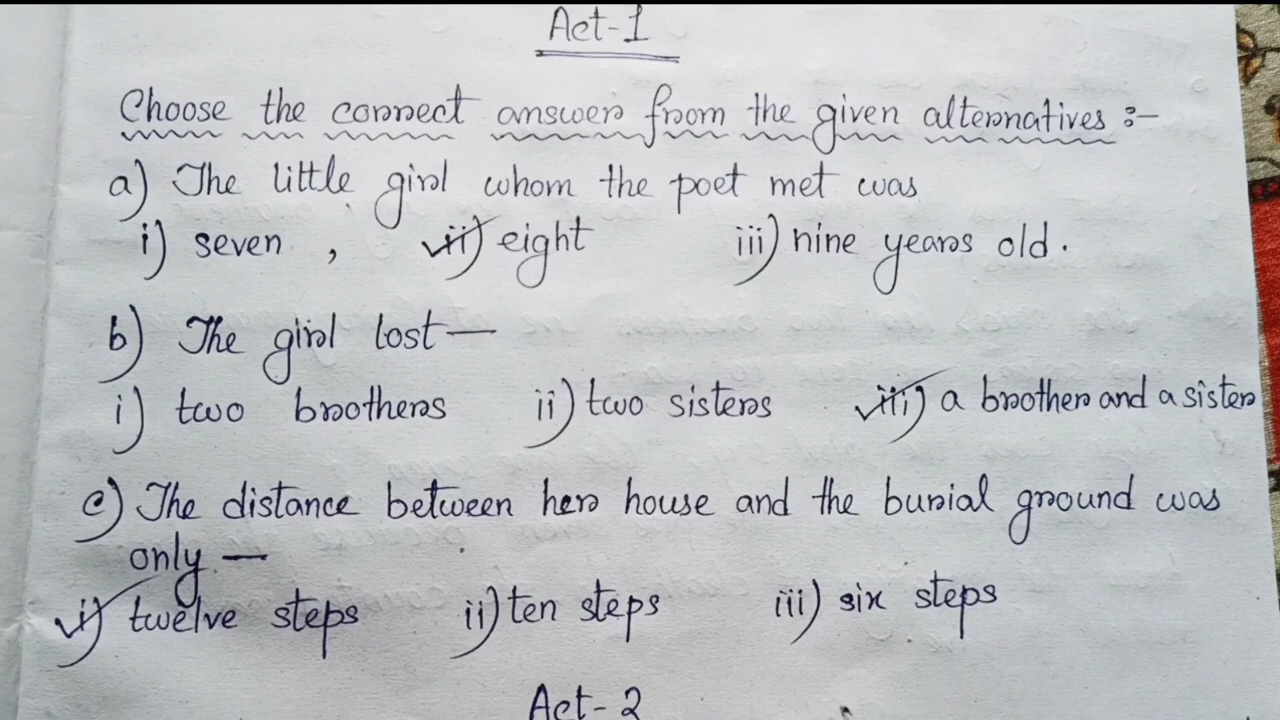 Act-1
Choose the correct answer from the given alternatives :-
a) The little girl whom the poet met was
i) seven , ii) eight iii) nine years old.
b) The girl lost —
i) two brothers ii) two sisters iii) a brother and a sister
c) The distance between her house and the burial ground was
only —
i) twelve steps ii) ten steps iii) six steps
Act-2